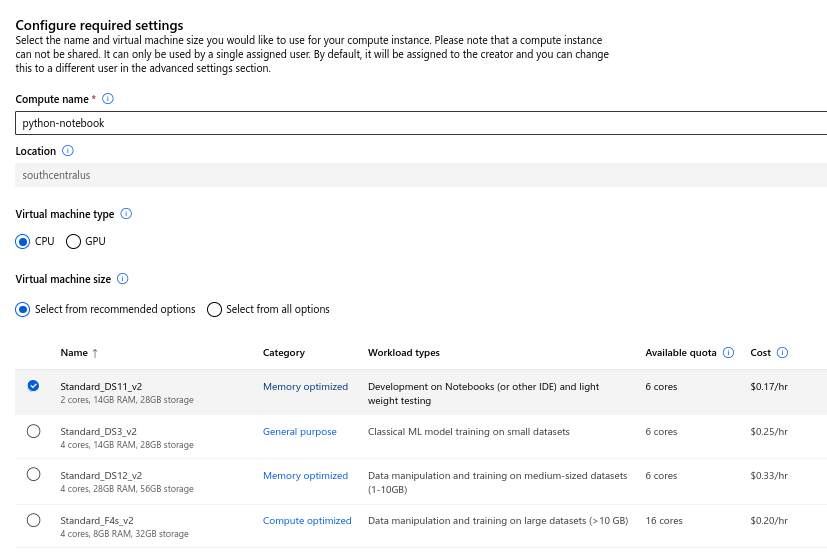 Configure required settings
Select the name and virtual machine size you would like to use for your compute instance. Please note that a compute instance
can not be shared. It can only be used by a single assigned user. By default, it will be assigned to the creator and you can change
this to a different user in the advanced settings section.
Compute name *
python-notebook
Location
southcentralus
Virtual machine type
CPU GPU
Virtual machine size
Select from recommended options Select from all options
Name ↑ Category Workload types Available quota Cost
Standard_DS11_v2 Memory optimized Development on Notebooks (or other IDE) and light 6 cores $0.17/hr
2 cores, 14GB RAM, 28GB storage weight testing
Standard_DS3_v2 General purpose Classical ML model training on small datasets 6 cores $0.25/hr
4 cores, 14GB RAM, 28GB storage
Standard_DS12_v2 Memory optimized Data manipulation and training on medium-sized datasets 6 cores $0.33/hr
4 cores, 28GB RAM, 56GB storage (1-10GB)
Standard_F4s_v2 Compute optimized Data manipulation and training on large datasets (>10 GB) 16 cores $0.20/hr
4 cores, 8GB RAM, 32GB storage